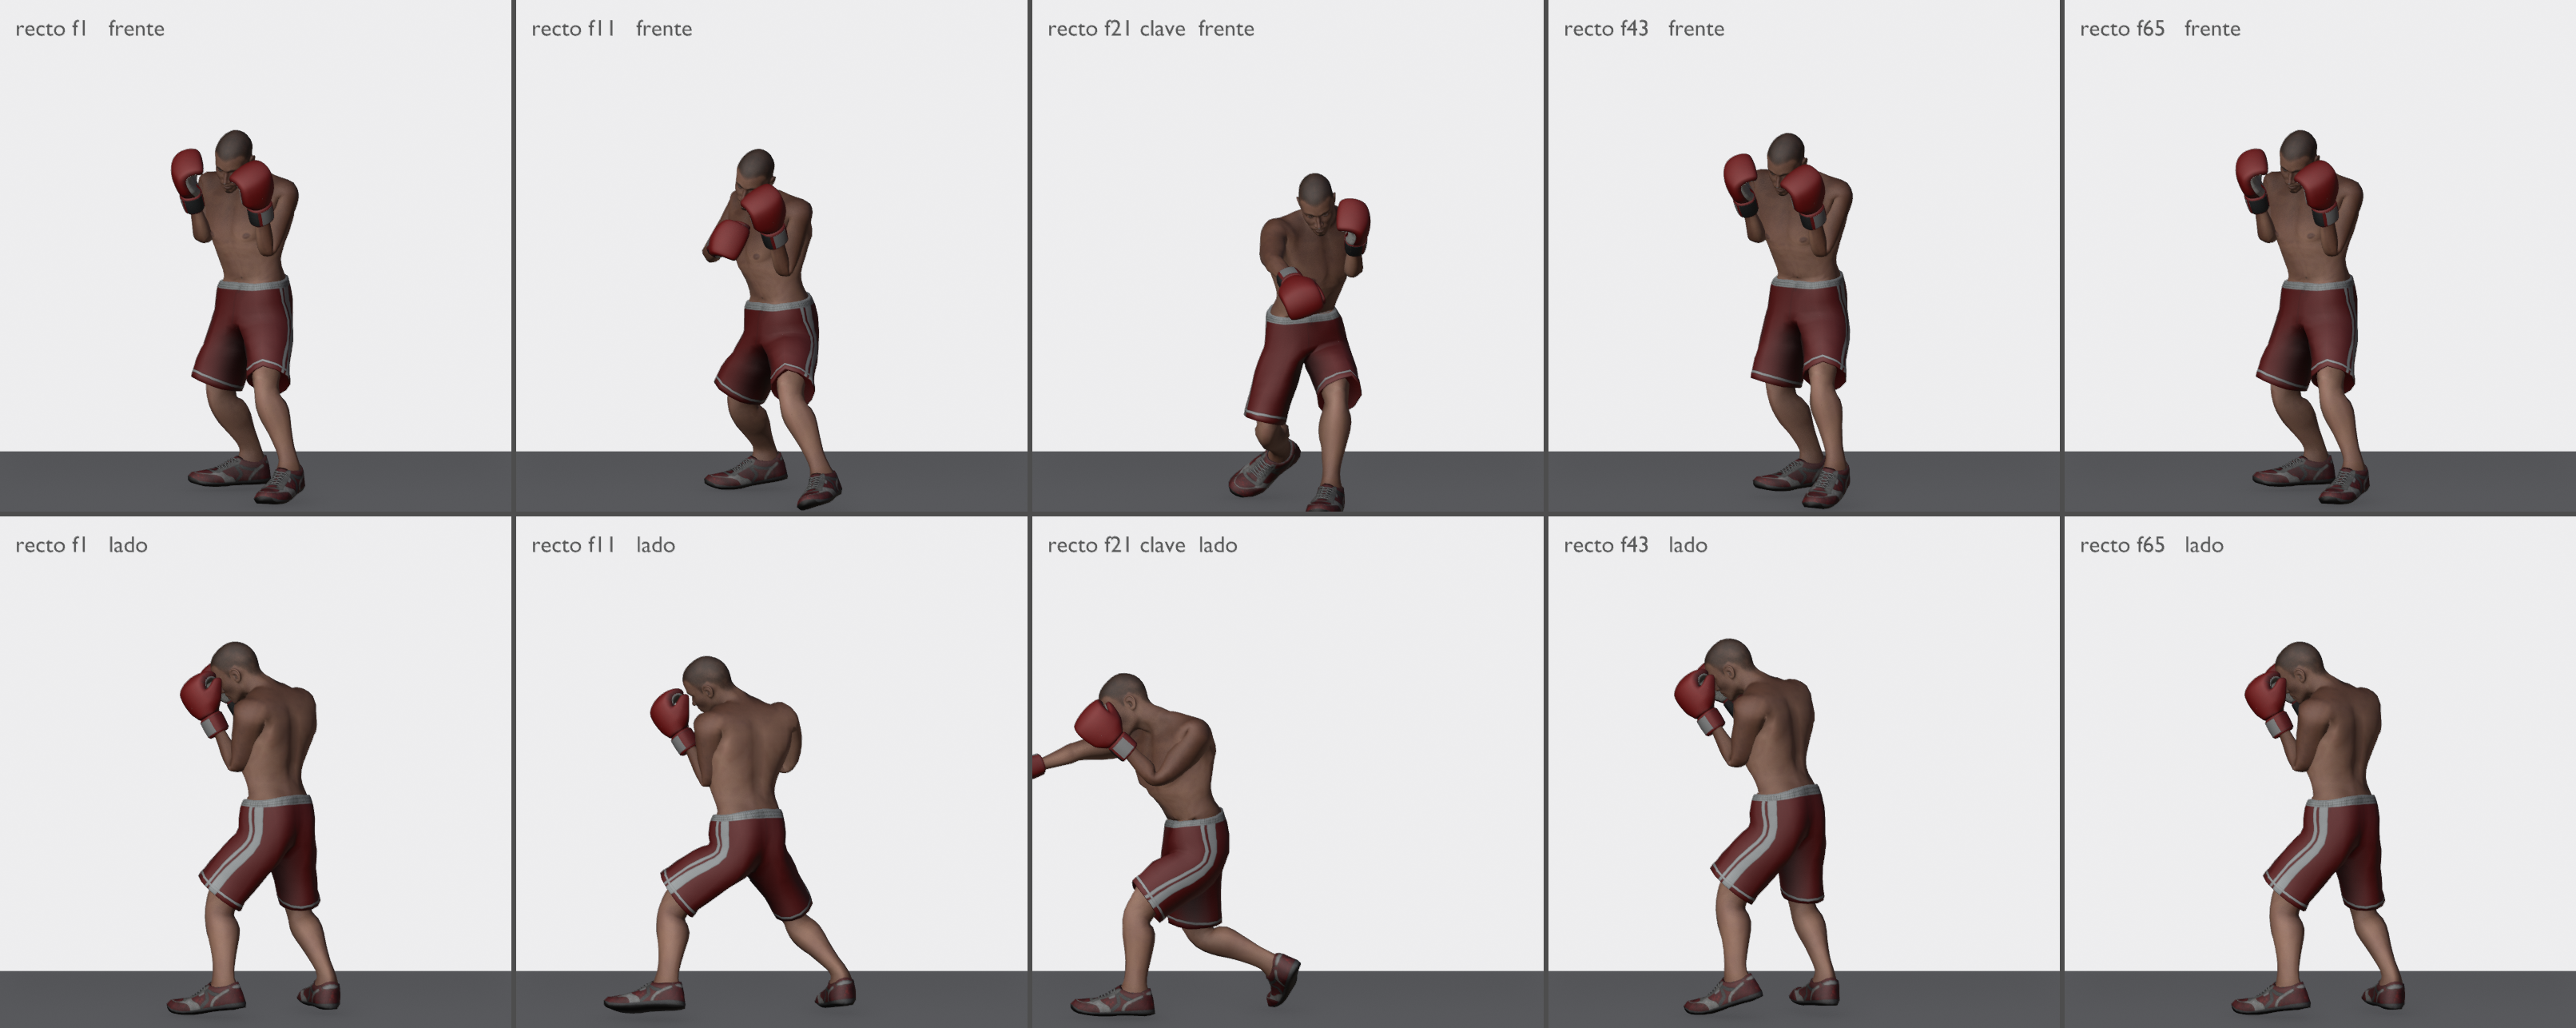 recto f1 frente
recto f11 frente
recto f21 clave frente
recto f43 frente
recto f65 frente
recto f1 lado
recto f11 lado
recto f21 clave lado
recto f43 lado
recto f65 lado